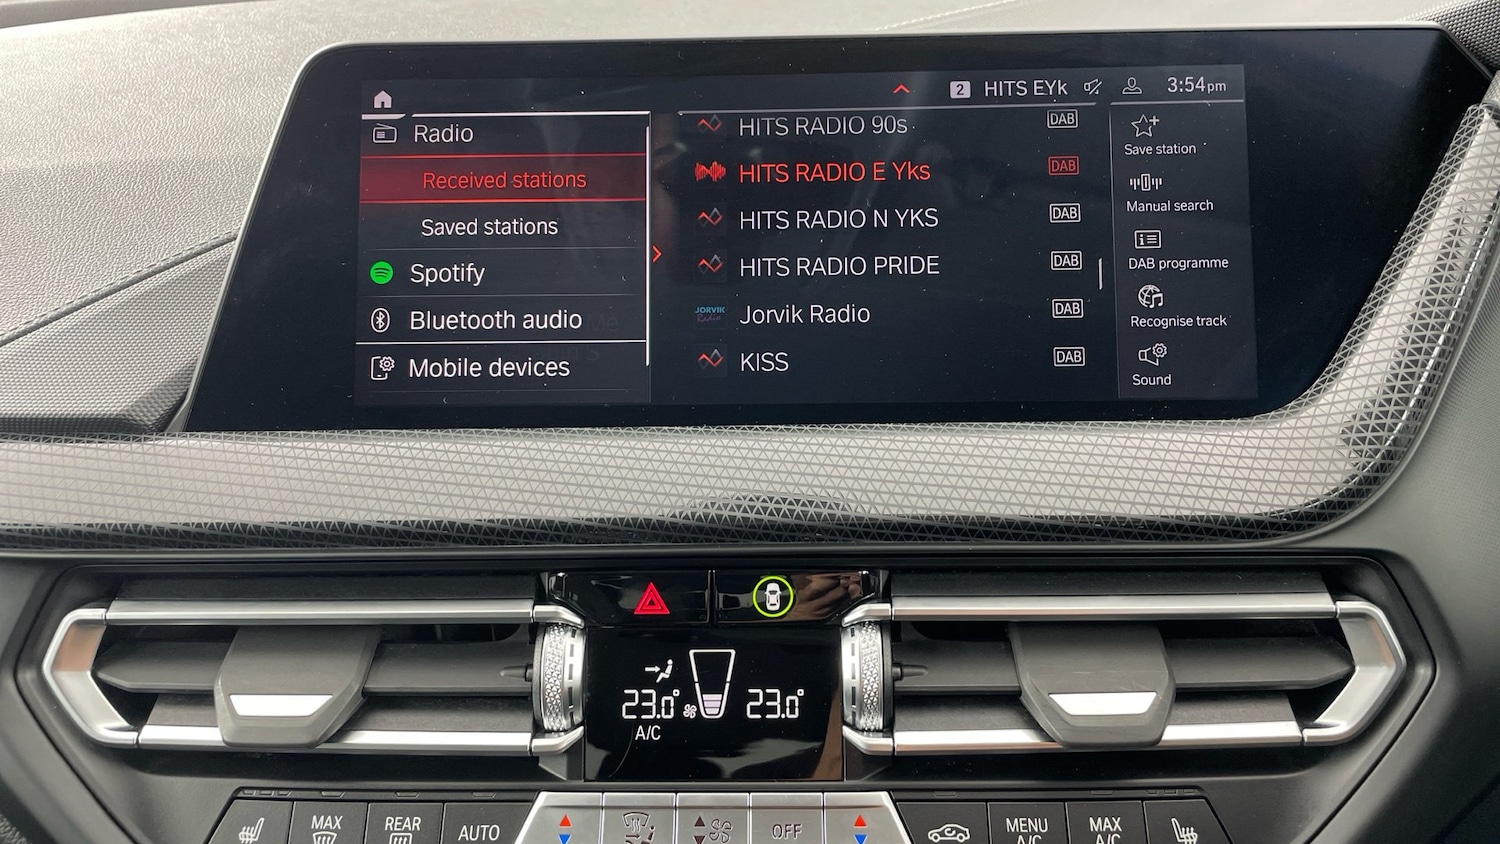 2 HITS EYk 3:54pm
Radio
Received stations
Saved stations
Spotify
Bluetooth audio
Mobile devices
HITS RADIO 90s DAB
HITS RADIO E Yks DAB
HITS RADIO N YKS DAB
HITS RADIO PRIDE DAB
JORVIK Radio Jorvik Radio DAB
KISS DAB
Save station
Manual search
DAB programme
Recognise track
Sound
23.0° 23.0°
A/C
MAX REAR AUTO OFF MENU A/C MAX A/C